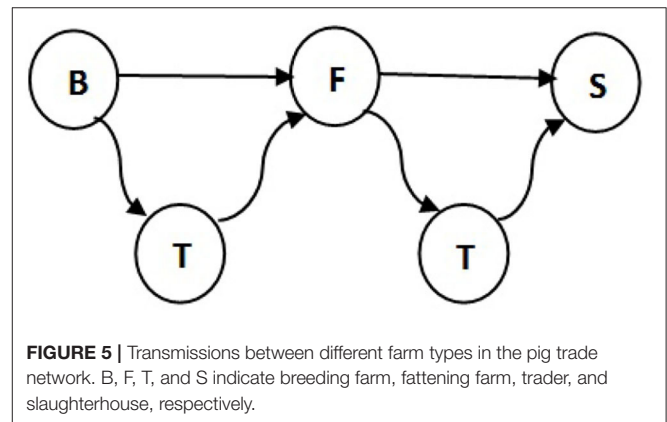 B F S
T T
FIGURE 5 | Transmissions between different farm types in the pig trade
network. B, F, T, and S indicate breeding farm, fattening farm, trader, and
slaughterhouse, respectively.